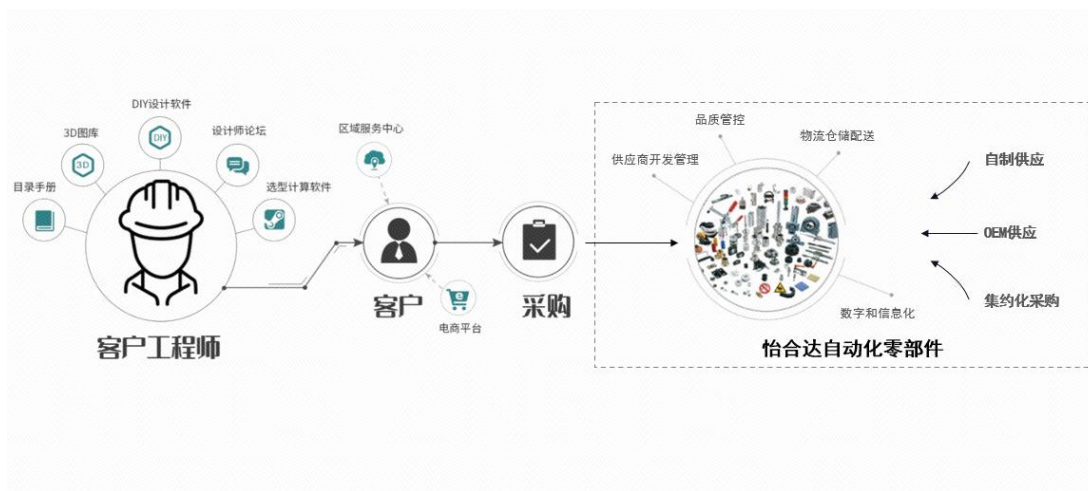 DIY设计软件
3D图库
设计师论坛
目录手册
选型计算软件
3D
DIY
客户工程师
区域服务中心
客户
e
电商平台
采购
品质管控
物流仓储配送
供应商开发管理
数字和信息化
怡合达自动化零部件
自制供应
OEM供应
集约化采购